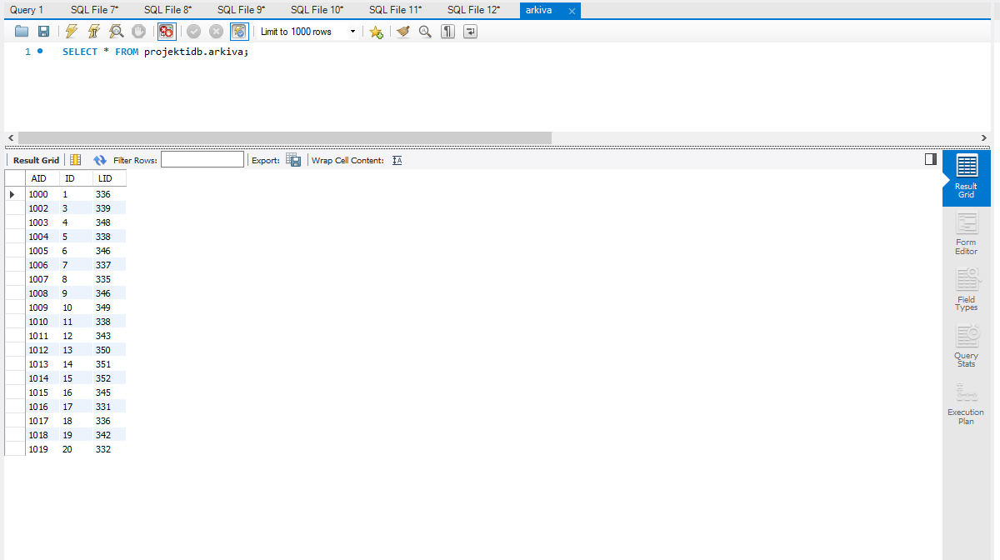 Query 1 SQL File 7* SQL File 8* SQL File 9* SQL File 10* SQL File 11* SQL File 12* arkiva
Limit to 1000 rows
1 SELECT * FROM projektidb.arkiva;
Result Grid Filter Rows: Export: Wrap Cell Content:
AID ID LID
1000 1 336
1002 3 339
1003 4 348
1004 5 338
1005 6 346
1006 7 337
1007 8 335
1008 9 346
1009 10 349
1010 11 338
1011 12 343
1012 13 350
1013 14 351
1014 15 352
1015 16 345
1016 17 331
1017 18 336
1018 19 342
1019 20 332
Result
Grid
Form
Editor
Field
Types
Query
Stats
Execution
Plan